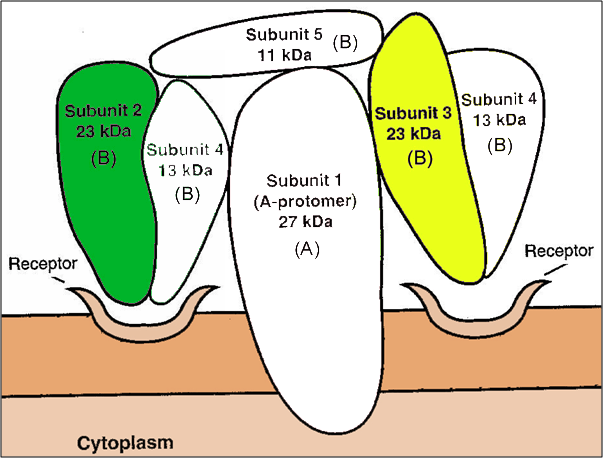 Subunit 5
11 kDa
(B)
Subunit 2
23 kDa
(B)
Subunit 4
13 kDa
(B)
Subunit 1
(A-protomer)
27 kDa
(A)
Subunit 3
23 kDa
(B)
Subunit 4
13 kDa
(B)
Receptor
Receptor
Cytoplasm